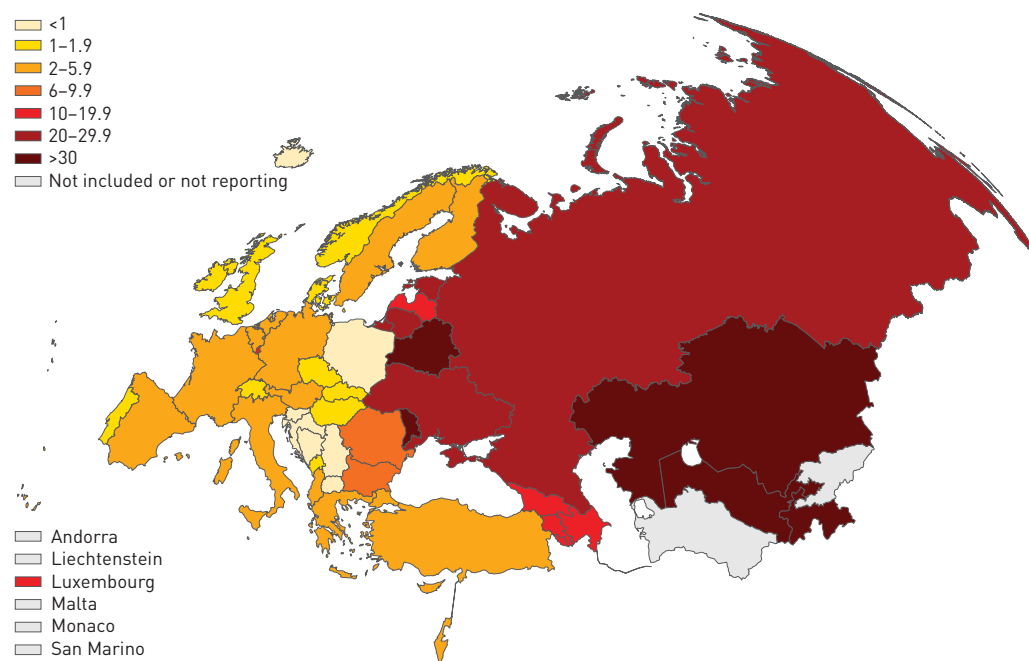 <1
1–1.9
2–5.9
6–9.9
10–19.9
20–29.9
>30
Not included or not reporting
Andorra
Liechtenstein
Luxembourg
Malta
Monaco
San Marino